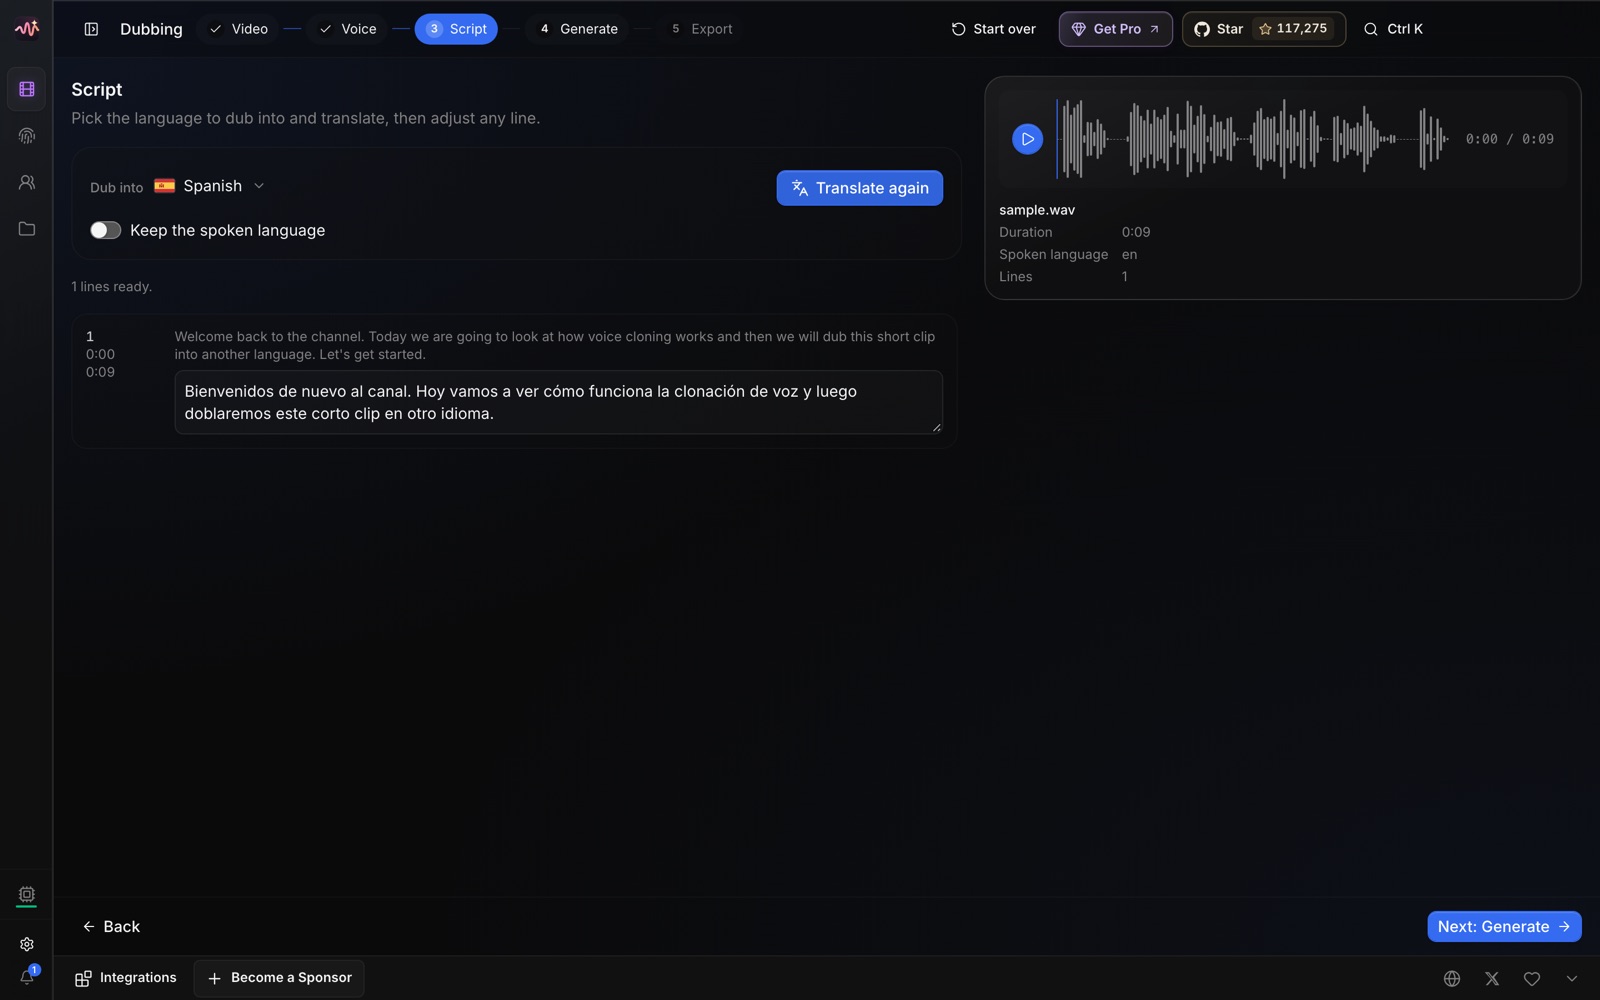 Dubbing
Video
Voice
3 Script
4 Generate
5 Export
Start over
Get Pro
Star 117,275
Ctrl K
Script
Pick the language to dub into and translate, then adjust any line.
Dub into Spanish
Translate again
Keep the spoken language
1 lines ready.
1
0:00
0:09
Welcome back to the channel. Today we are going to look at how voice cloning works and then we will dub this short clip
into another language. Let's get started.
Bienvenidos de nuevo al canal. Hoy vamos a ver cómo funciona la clonación de voz y luego
doblaremos este corto clip en otro idioma.
0:00 / 0:09
sample.wav
Duration 0:09
Spoken language en
Lines 1
Back
Next: Generate
1
Integrations
Become a Sponsor